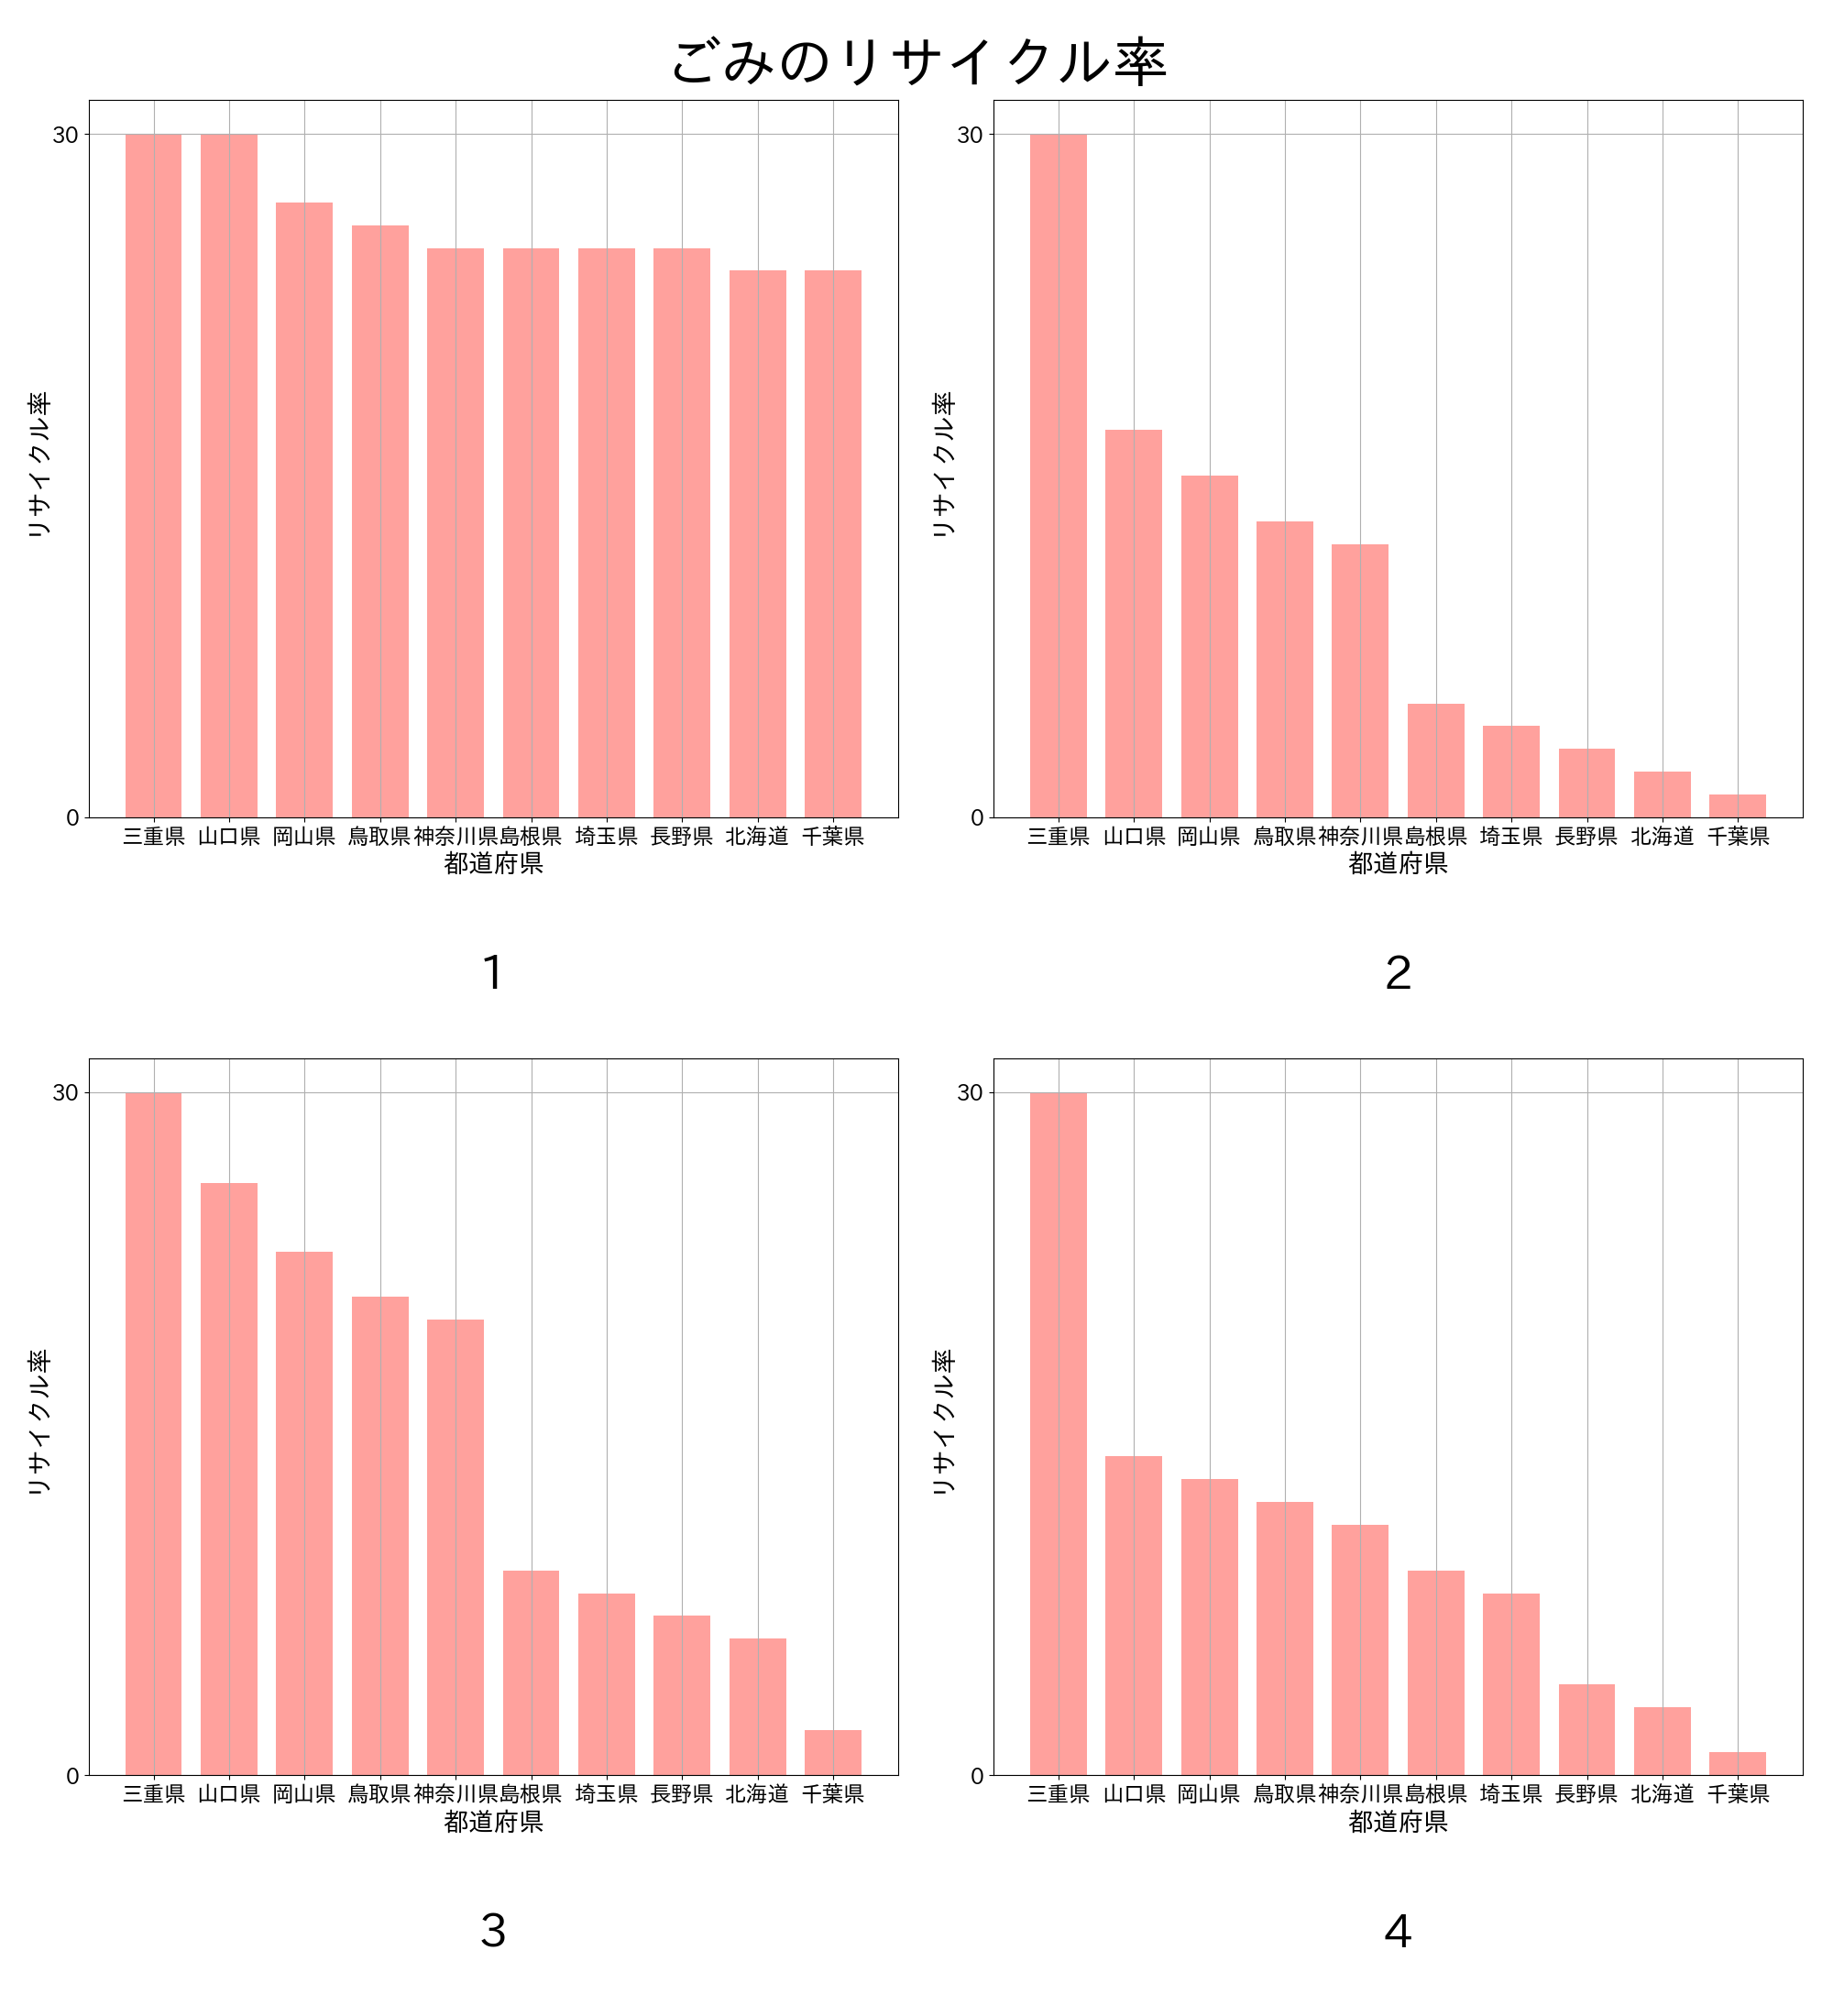 ごみのリサイクル率
30
0
リサイクル率
三重県 山口県 岡山県 鳥取県 神奈川県 島根県 埼玉県 長野県 北海道 千葉県
都道府県
1
30
0
リサイクル率
三重県 山口県 岡山県 鳥取県 神奈川県 島根県 埼玉県 長野県 北海道 千葉県
都道府県
2
30
0
リサイクル率
三重県 山口県 岡山県 鳥取県 神奈川県 島根県 埼玉県 長野県 北海道 千葉県
都道府県
3
30
0
リサイクル率
三重県 山口県 岡山県 鳥取県 神奈川県 島根県 埼玉県 長野県 北海道 千葉県
都道府県
4